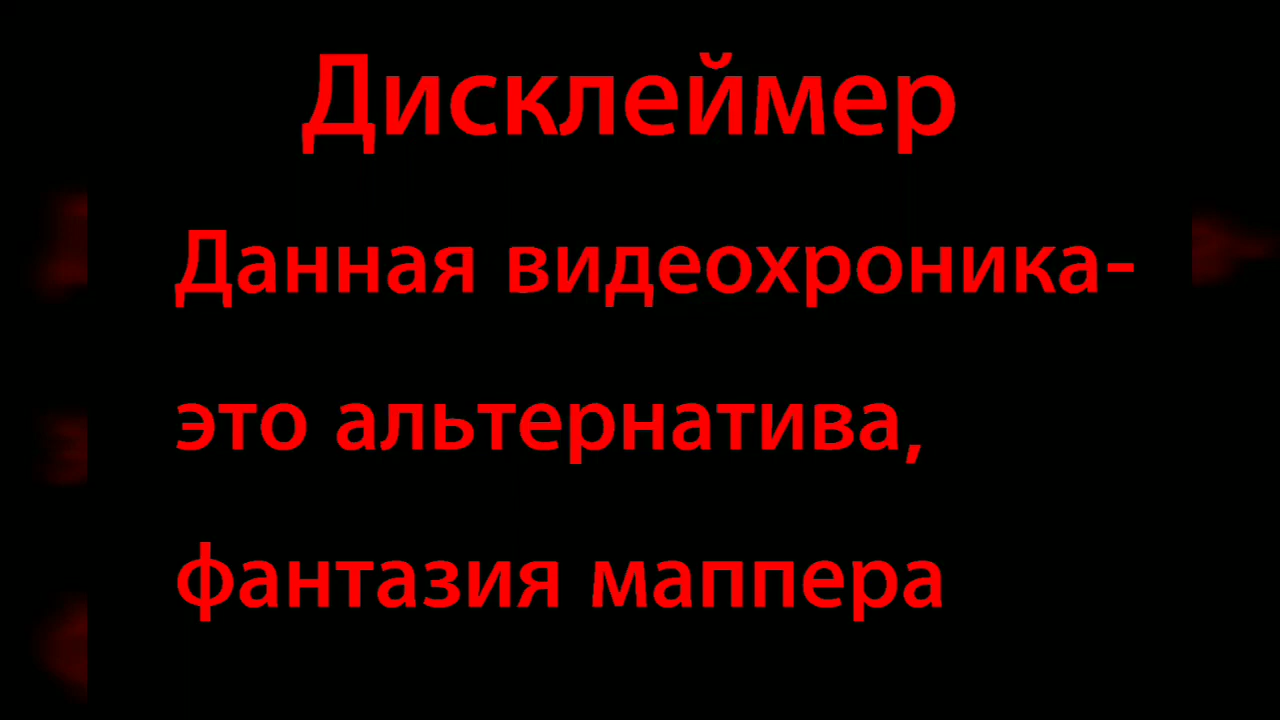 Дисклеймер
Данная видеохроника-
это альтернатива,
фантазия маппера